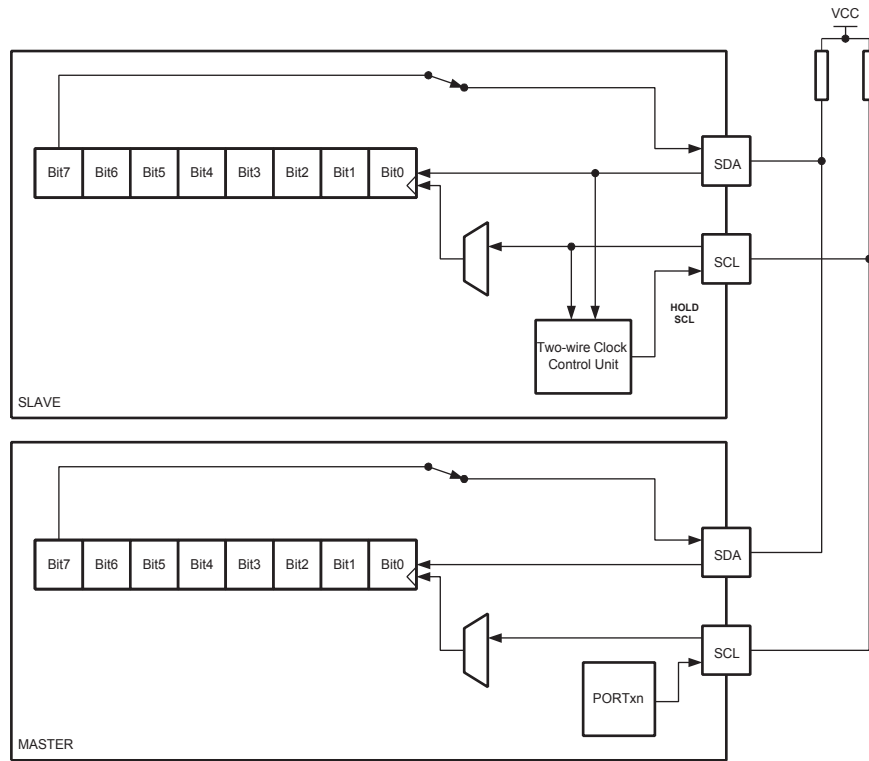 VCC
Bit7 Bit6 Bit5 Bit4 Bit3 Bit2 Bit1 Bit0
SDA
SCL
HOLD
SCL
Two-wire Clock
Control Unit
SLAVE
Bit7 Bit6 Bit5 Bit4 Bit3 Bit2 Bit1 Bit0
SDA
SCL
PORTxn
MASTER